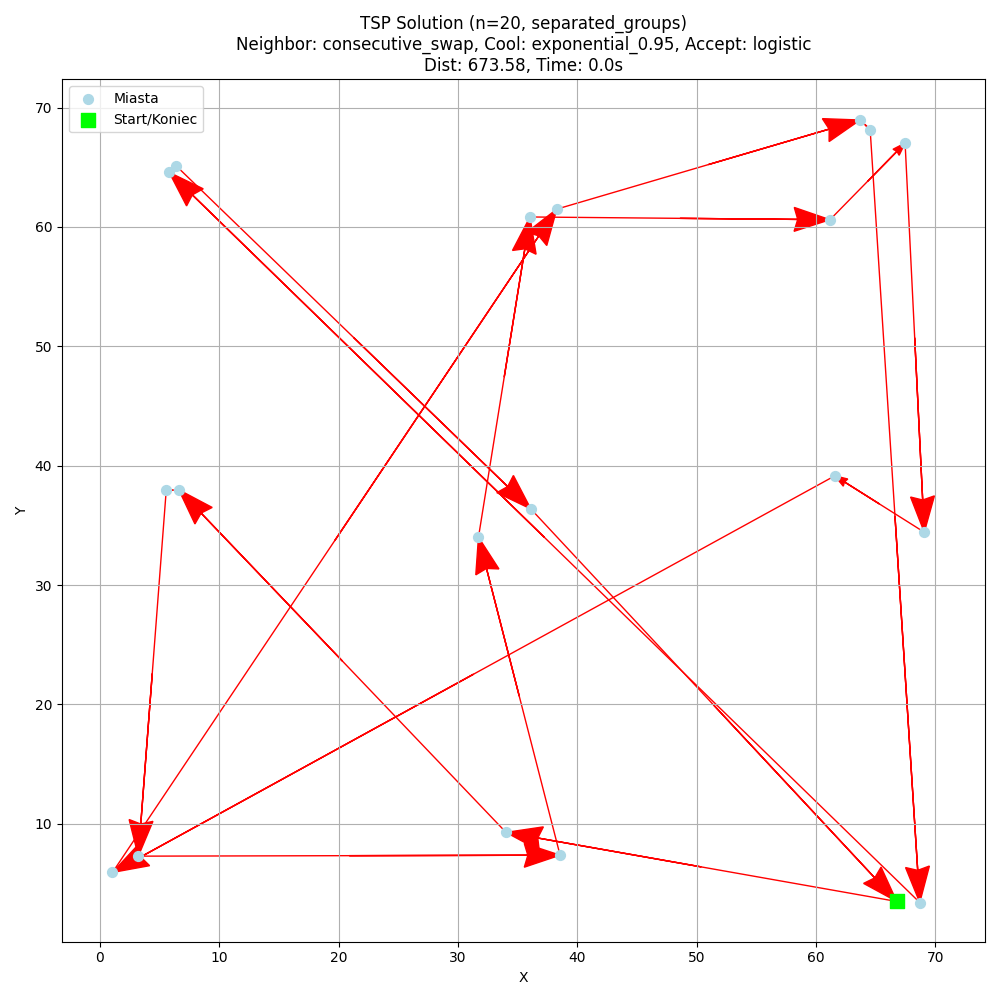 TSP Solution (n=20, separated_groups)
Neighbor: consecutive_swap, Cool: exponential_0.95, Accept: logistic
Dist: 673.58, Time: 0.0s
Miasta
Start/Koniec
70
60
50
40
30
20
10
Y
0 10 20 30 40 50 60 70
X